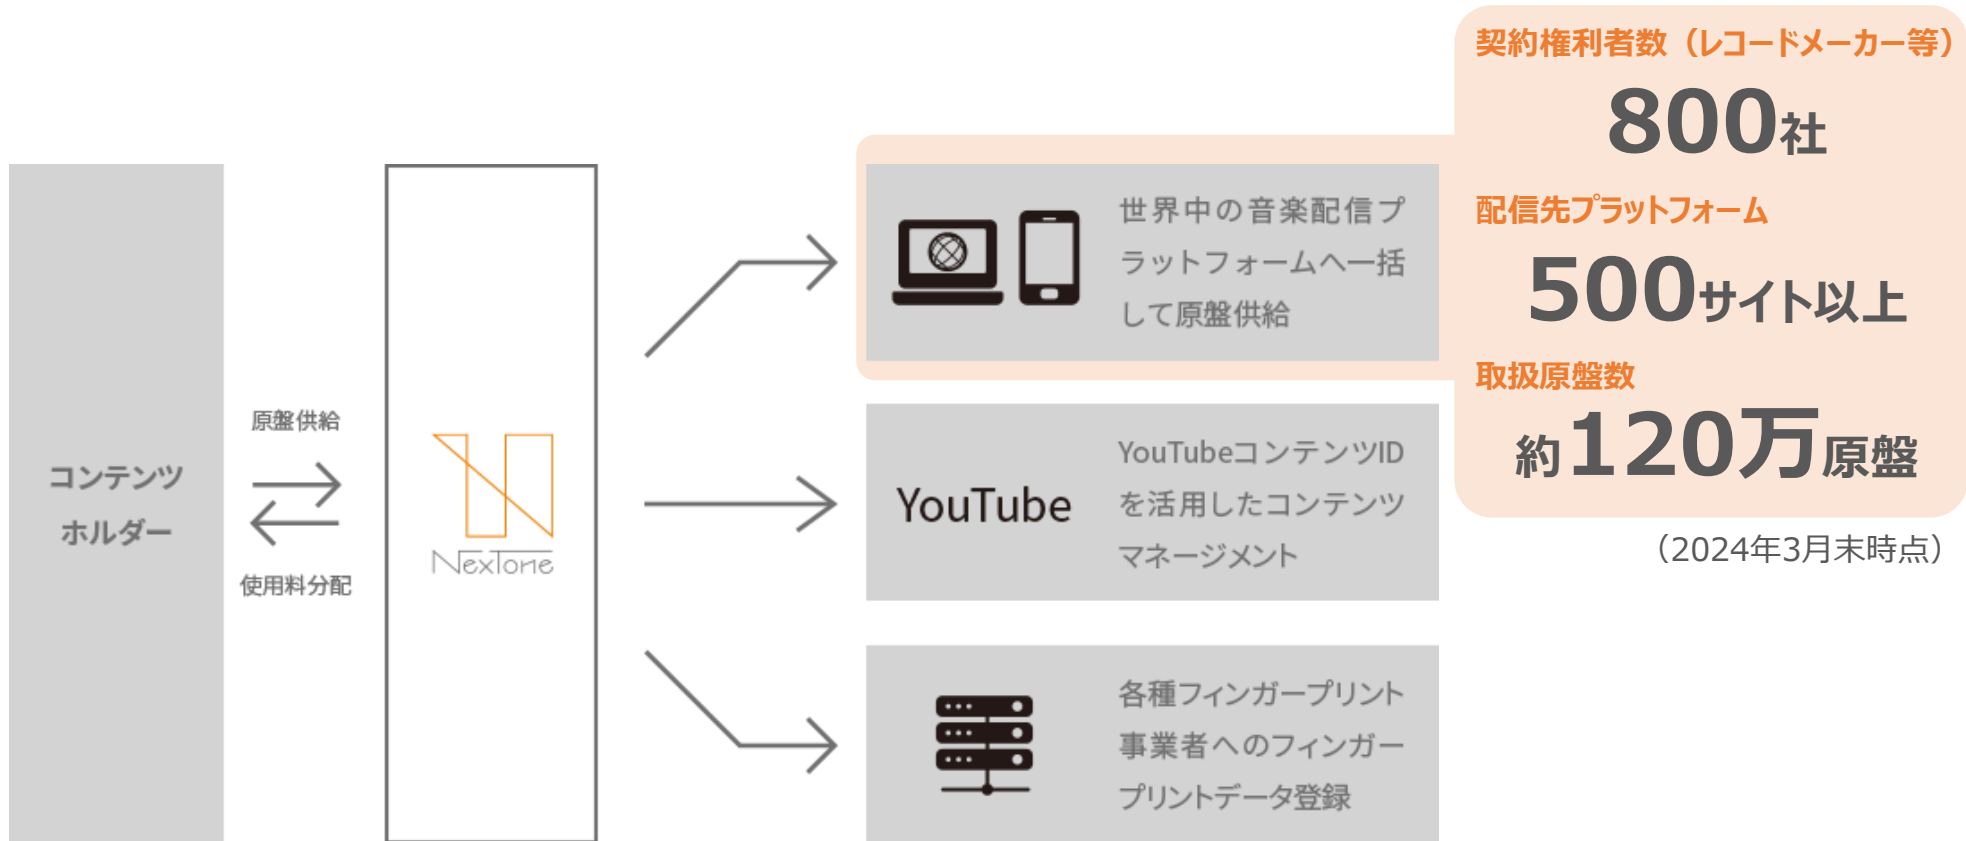 コンテンツ
ホルダー
原盤供給
使用料分配
NexTone
世界中の音楽配信プ
ラットフォームへ一括
して原盤供給
YouTube
YouTubeコンテンツID
を活用したコンテンツ
マネージメント
各種フィンガープリント
事業者へのフィンガー
プリントデータ登録
契約権利者数（レコードメーカー等）
800社
配信先プラットフォーム
500サイト以上
取扱原盤数
約120万原盤
（2024年3月末時点）